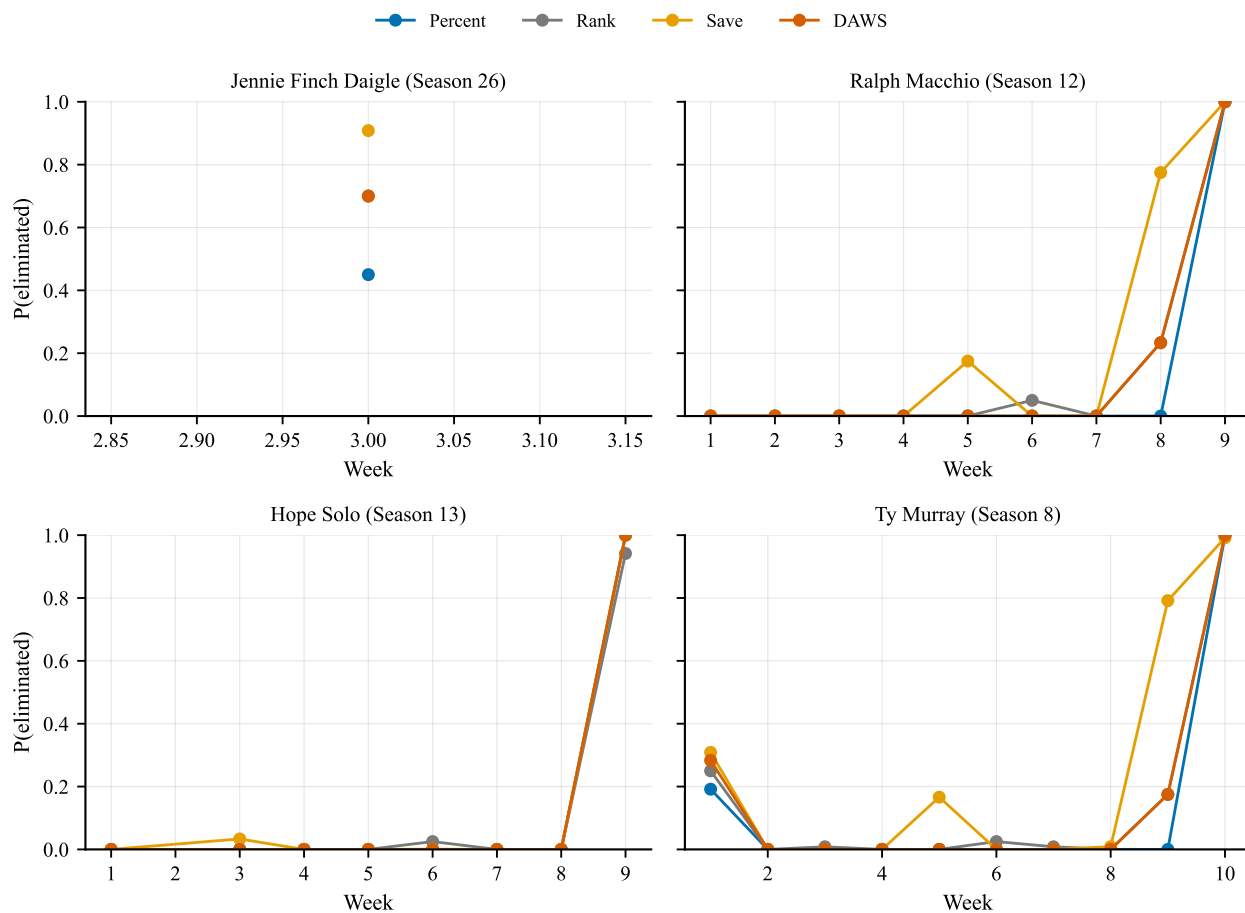 Percent Rank Save DAWS
Jennie Finch Daigle (Season 26)
1.0
0.8
0.6
0.4
0.2
0.0
P(eliminated)
2.85 2.90 2.95 3.00 3.05 3.10 3.15
Week
Ralph Macchio (Season 12)
1 2 3 4 5 6 7 8 9
Week
Hope Solo (Season 13)
1.0
0.8
0.6
0.4
0.2
0.0
P(eliminated)
1 2 3 4 5 6 7 8 9
Week
Ty Murray (Season 8)
2 4 6 8 10
Week